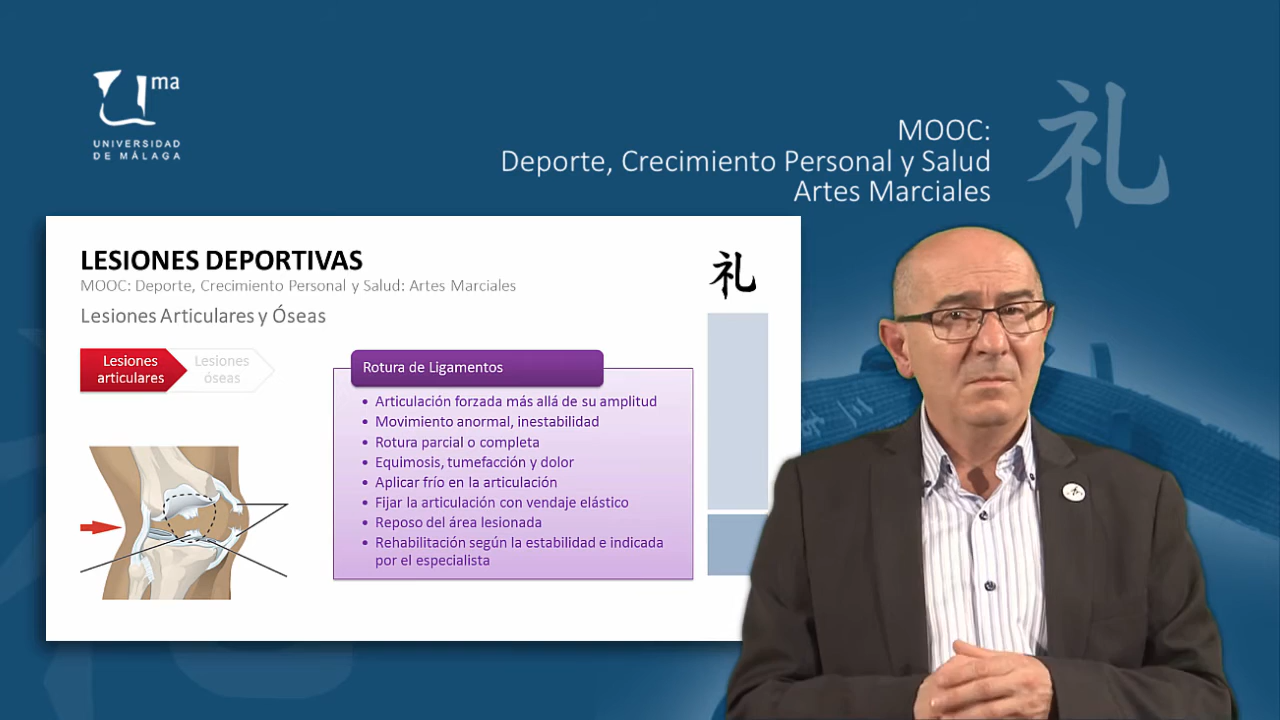 ma
UNIVERSIDAD
DE MÁLAGA
MOOC:
Deporte, Crecimiento Personal y Salud
Artes Marciales
礼
LESIONES DEPORTIVAS
MOOC: Deporte, Crecimiento Personal y Salud: Artes Marciales
Lesiones Articulares y Óseas
礼
Lesiones
articulares
Lesiones
óseas
Rotura de Ligamentos
• Articulación forzada más allá de su amplitud
• Movimiento anormal, inestabilidad
• Rotura parcial o completa
• Equimosis, tumefacción y dolor
• Aplicar frío en la articulación
• Fijar la articulación con vendaje elástico
• Reposo del área lesionada
• Rehabilitación según la estabilidad e indicada
por el especialista